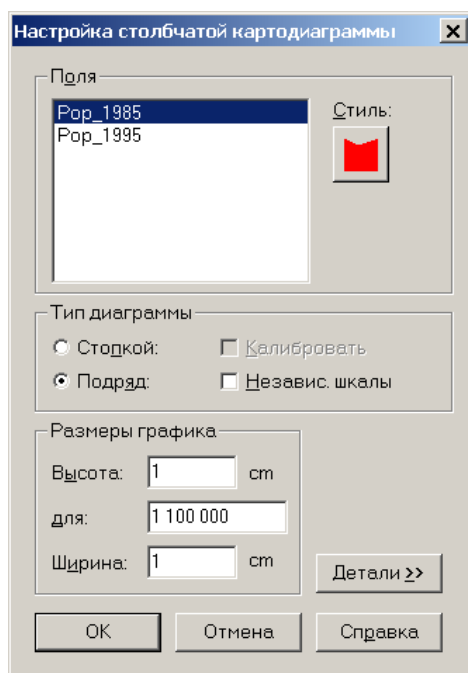 Настройка столбчатой картодиаграммы
Поля
Pop_1985
Pop_1995
Стиль:
Тип диаграммы
Стопкой:
Калибровать
Подряд:
Независ. шкалы
Размеры графика
Высота: 1 cm
для: 1 100 000
Ширина: 1 cm
Детали >>
OK
Отмена
Справка